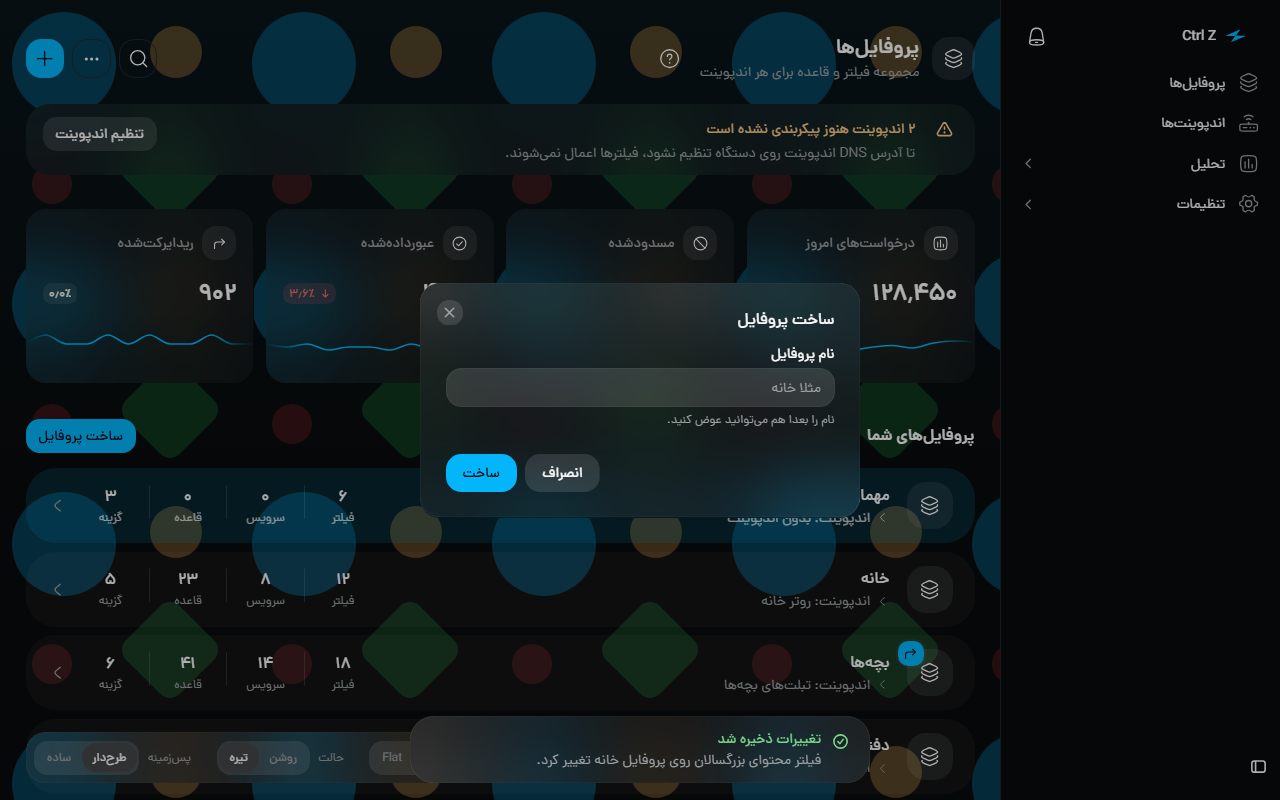 Ctrl Z
پروفایل‌ها
اندپوینت‌ها
تحلیل
تنظیمات
پروفایل‌ها
مجموعه فیلتر و قاعده برای هر اندپوینت
۲ اندپوینت هنوز پیکربندی نشده است
تا آدرس DNS اندپوینت روی دستگاه تنظیم نشود، فیلترها اعمال نمی‌شوند.
تنظیم اندپوینت
درخواست‌های امروز
۱۲۸,۴۵۰
مسدودشده
عبورداده‌شده
۳٫۶٪
ریدایرکت‌شده
۹۰۲
۰٫۰٪
ساخت پروفایل
نام پروفایل
مثلا خانه
نام را بعدا هم می‌توانید عوض کنید.
انصراف
ساخت
پروفایل‌های شما
ساخت پروفایل
اندپوینت: بدون اندپوینت
۶ فیلتر
۰ سرویس
۰ قاعده
۳ گزینه
خانه
اندپوینت: روتر خانه
۱۲ فیلتر
۸ سرویس
۲۳ قاعده
۵ گزینه
بچه‌ها
اندپوینت: تبلت‌های بچه‌ها
۱۸ فیلتر
۱۴ سرویس
۴۱ قاعده
۶ گزینه
تغییرات ذخیره شد
فیلتر محتوای بزرگسالان روی پروفایل خانه تغییر کرد.
Flat
حالت
روشن
تیره
پس‌زمینه
طرح‌دار
ساده